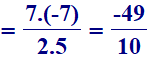 = 7.(-7)/2.5 = -49/10